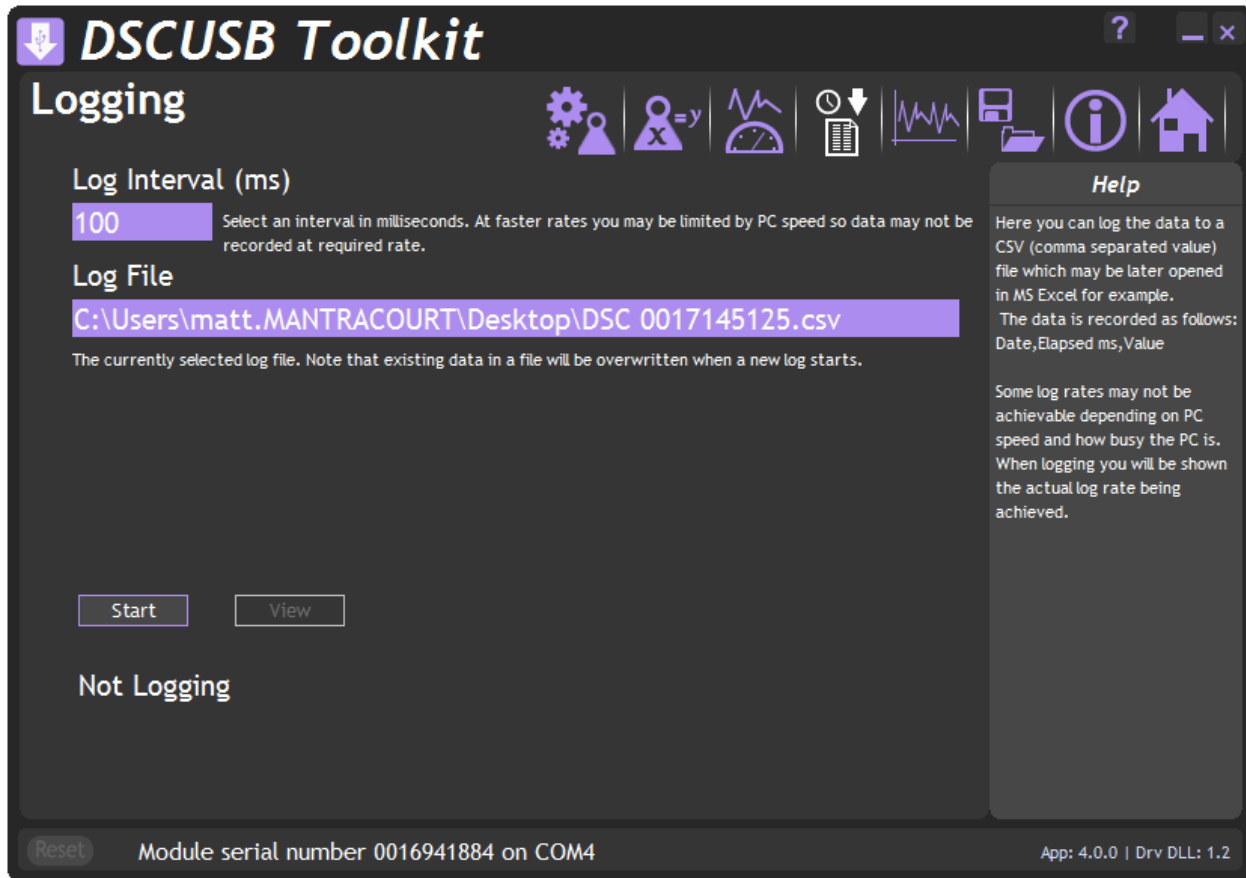 DSCUSB Toolkit
?
Logging
x =y
Log Interval (ms)
100
Select an interval in milliseconds. At faster rates you may be limited by PC speed so data may not be
recorded at required rate.
Log File
C:\Users\matt.MANTRACOURT\Desktop\DSC 0017145125.csv
The currently selected log file. Note that existing data in a file will be overwritten when a new log starts.
Start
View
Not Logging
Help
Here you can log the data to a
CSV (comma separated value)
file which may be later opened
in MS Excel for example.
The data is recorded as follows:
Date,Elapsed ms,Value
Some log rates may not be
achievable depending on PC
speed and how busy the PC is.
When logging you will be shown
the actual log rate being
achieved.
Reset
Module serial number 0016941884 on COM4
App: 4.0.0 | Drv DLL: 1.2